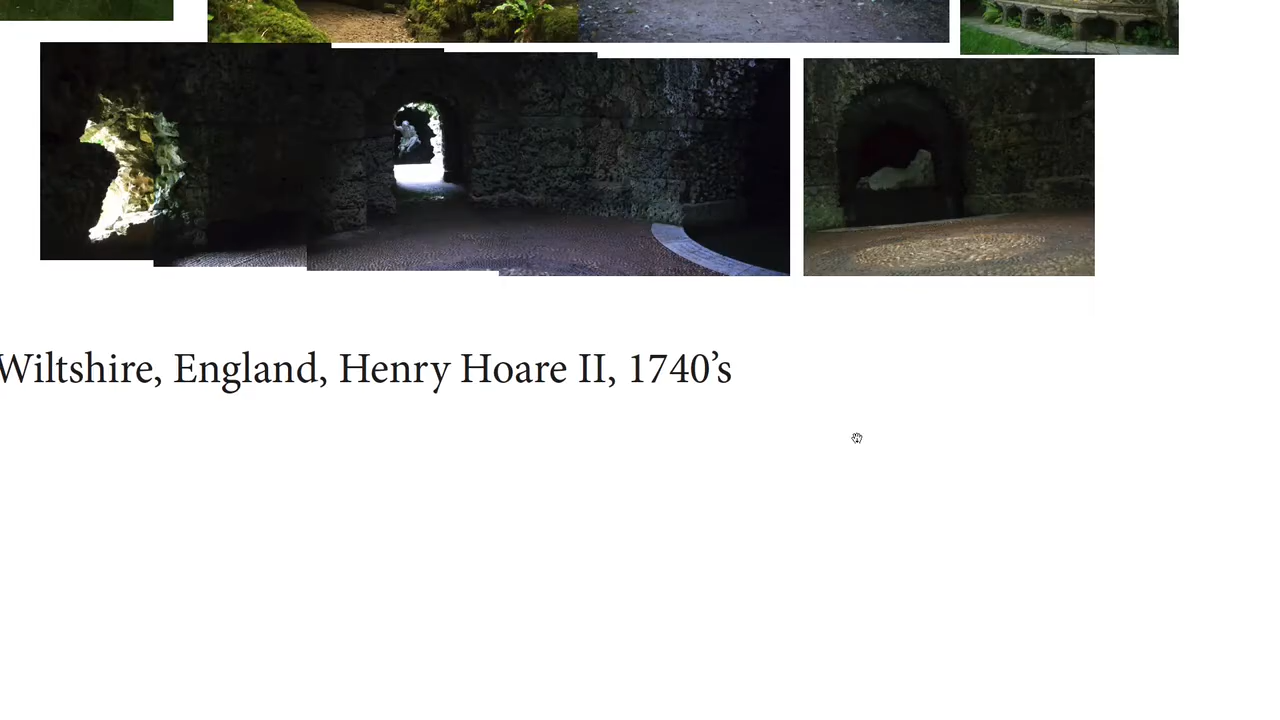 Wiltshire, England, Henry Hoare II, 1740’s